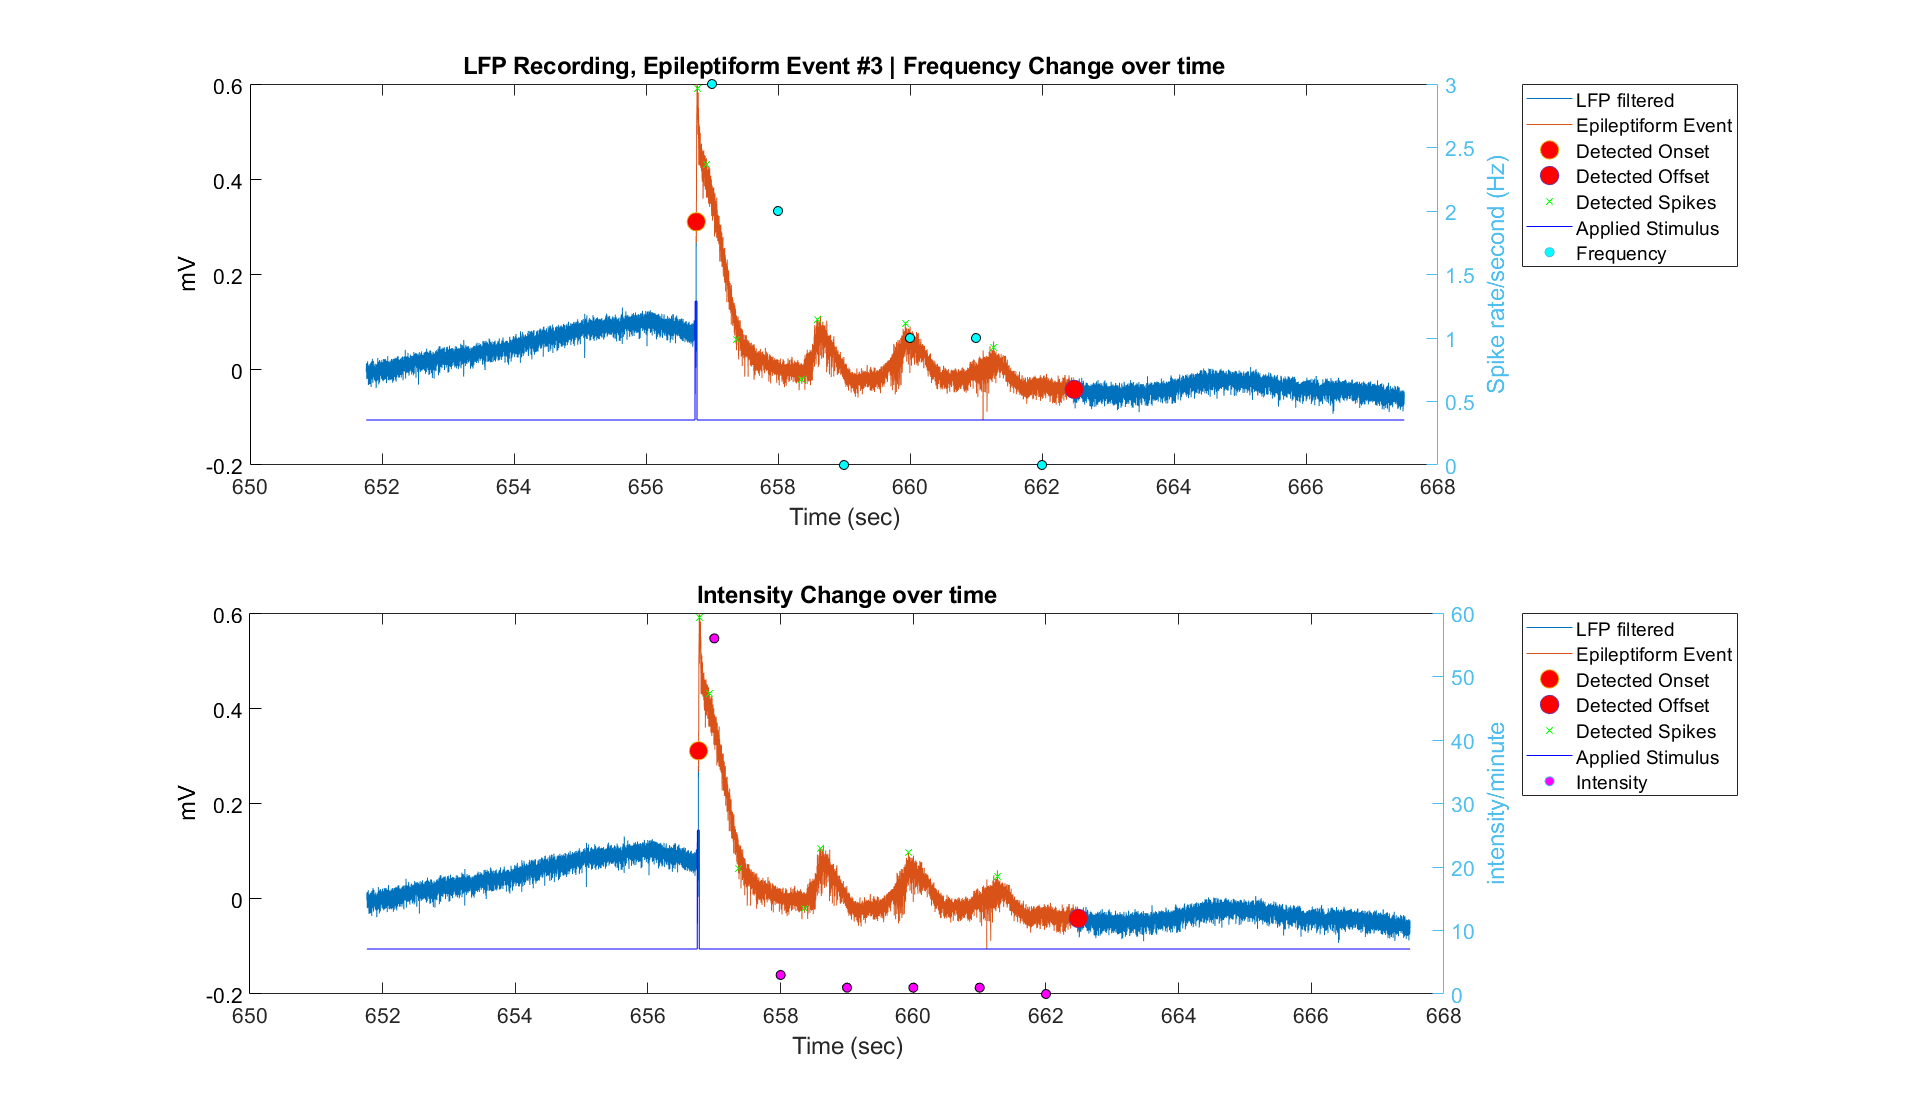 LFP Recording, Epileptiform Event #3 | Frequency Change over time
0.6
0.4
0.2
0
-0.2
mV
650 652 654 656 658 660 662 664 666 668
Time (sec)
3
2.5
2
1.5
1
0.5
0
Spike rate/second (Hz)
LFP filtered
Epileptiform Event
Detected Onset
Detected Offset
Detected Spikes
Applied Stimulus
Frequency
Intensity Change over time
0.6
0.4
0.2
0
-0.2
mV
650 652 654 656 658 660 662 664 666 668
Time (sec)
60
50
40
30
20
10
0
intensity/minute
LFP filtered
Epileptiform Event
Detected Onset
Detected Offset
Detected Spikes
Applied Stimulus
Intensity